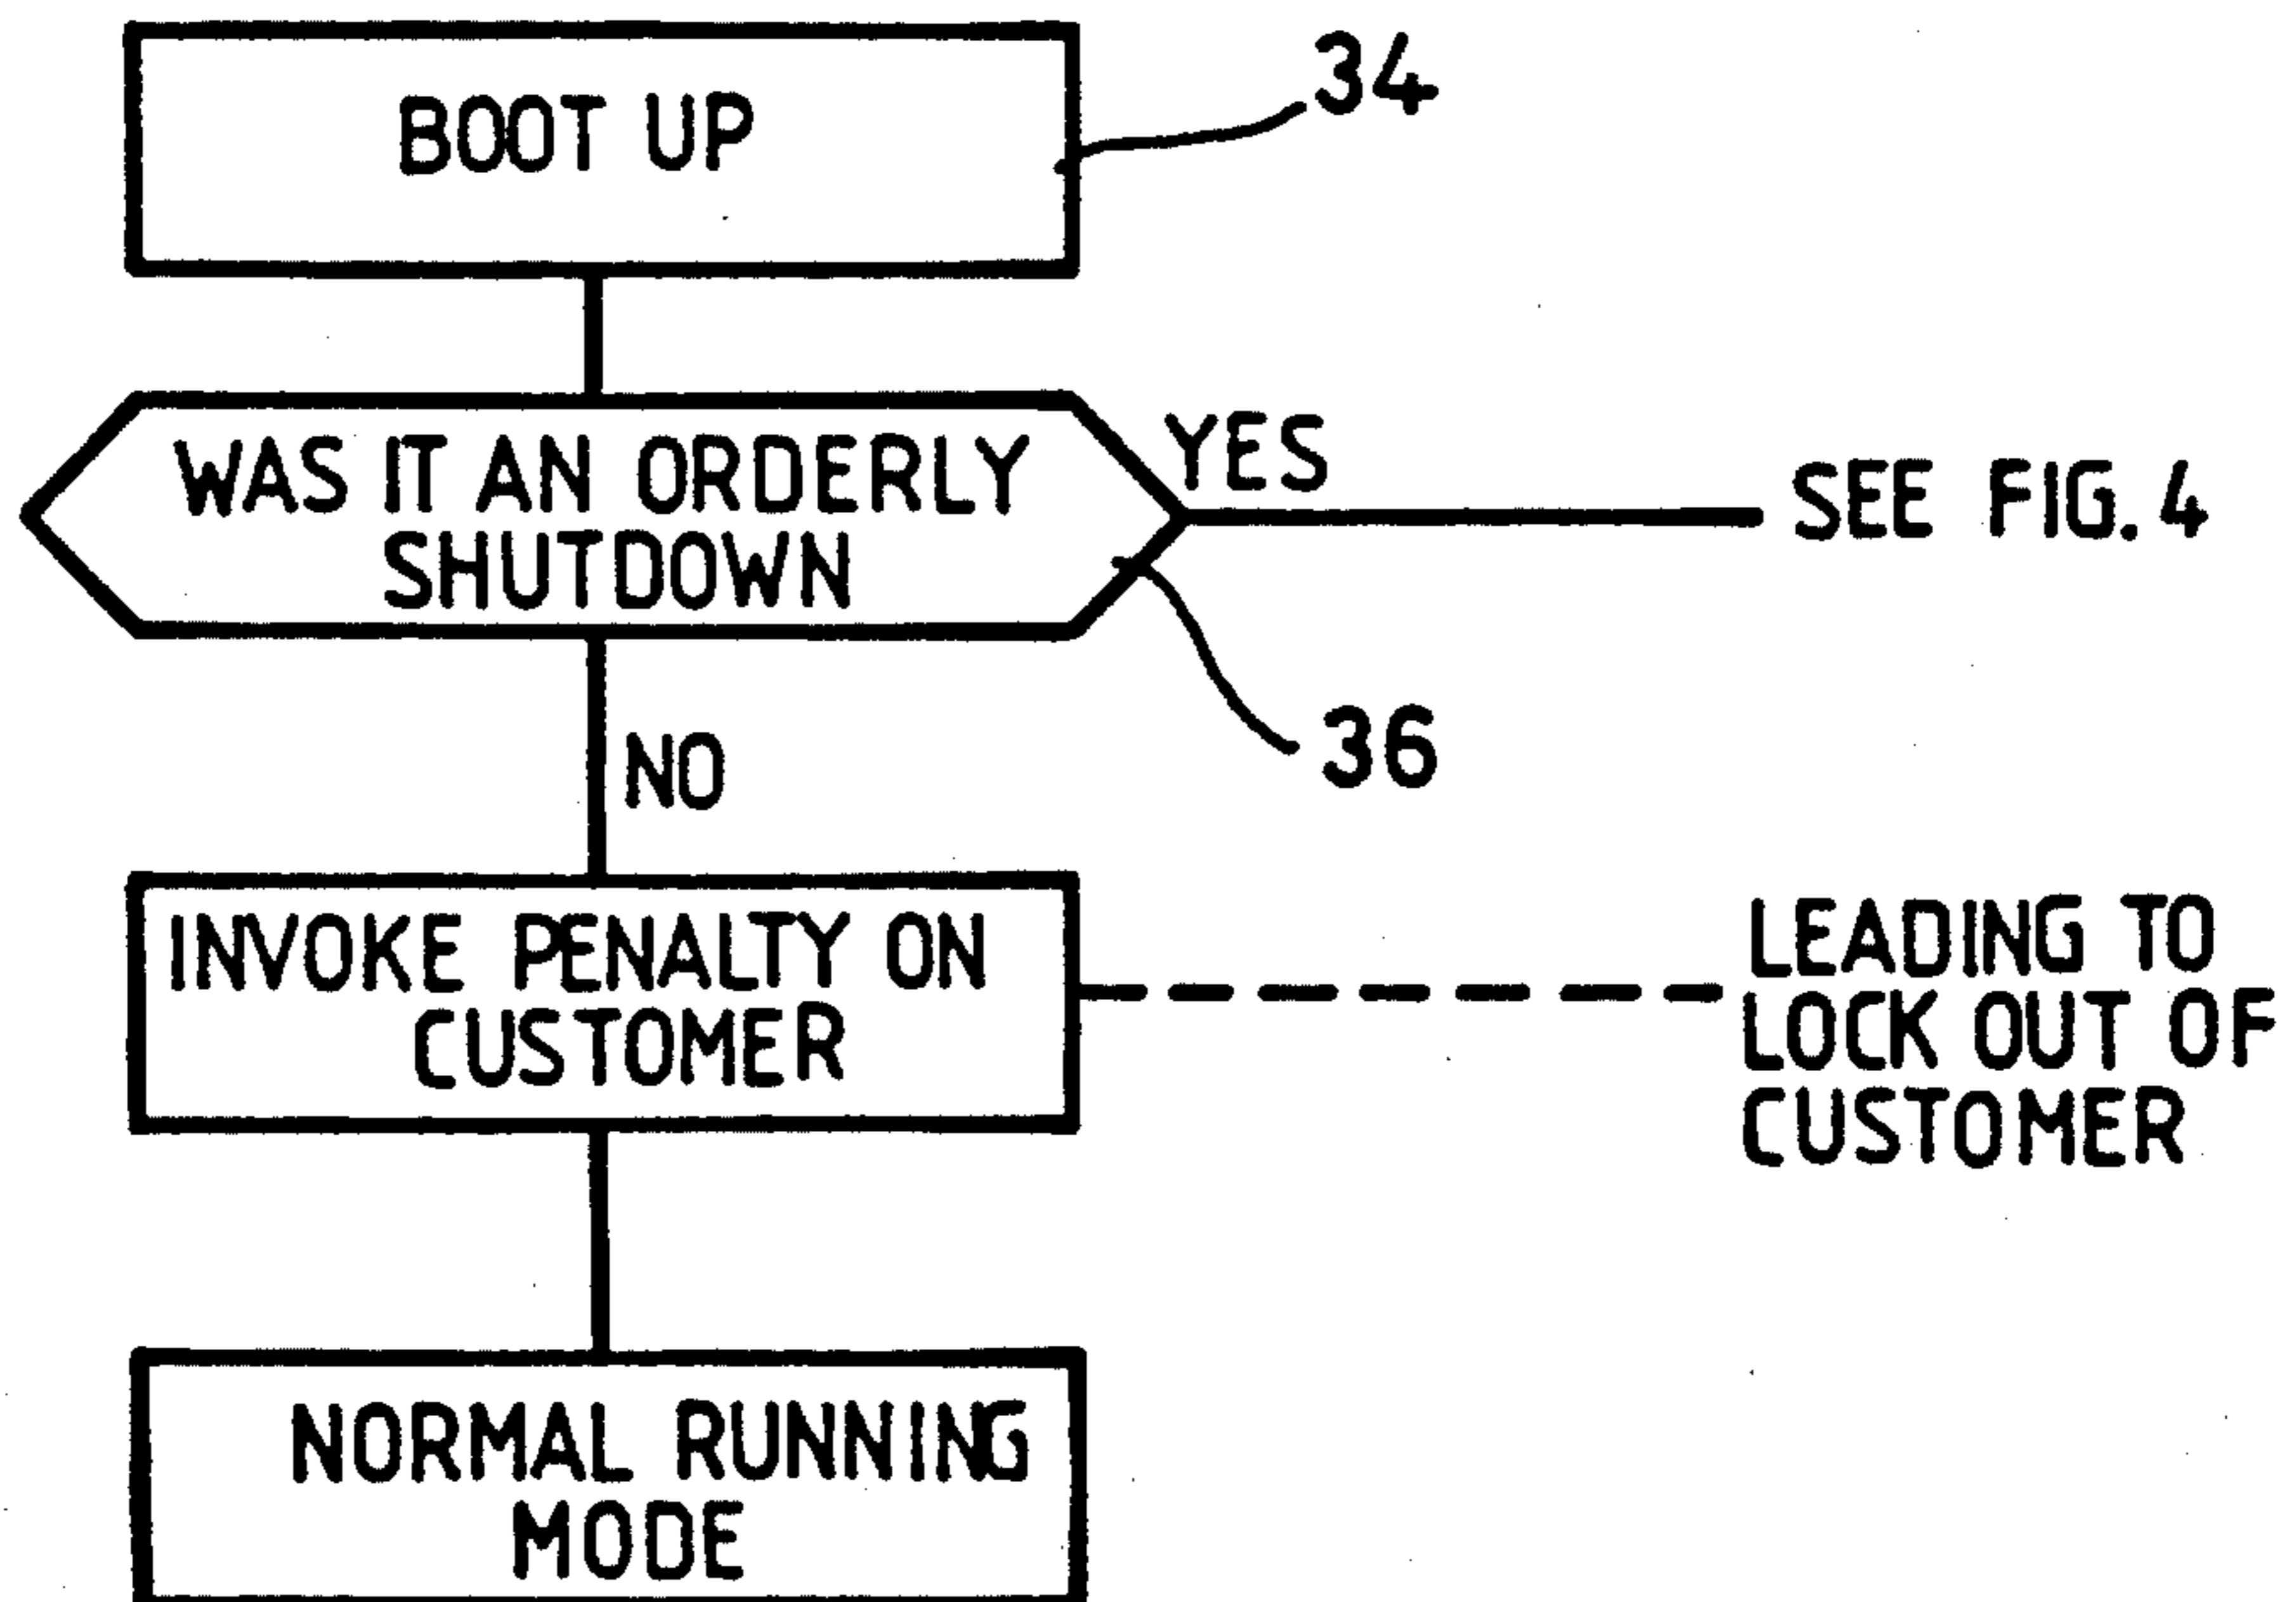 BOOT UP
34
WAS IT AN ORDERLY
SHUTDOWN
YES
SEE FIG. 4
36
NO
INVOKE PENALTY ON
CUSTOMER
LEADING TO
LOCK OUT OF
CUSTOMER
NORMAL RUNNING
MODE